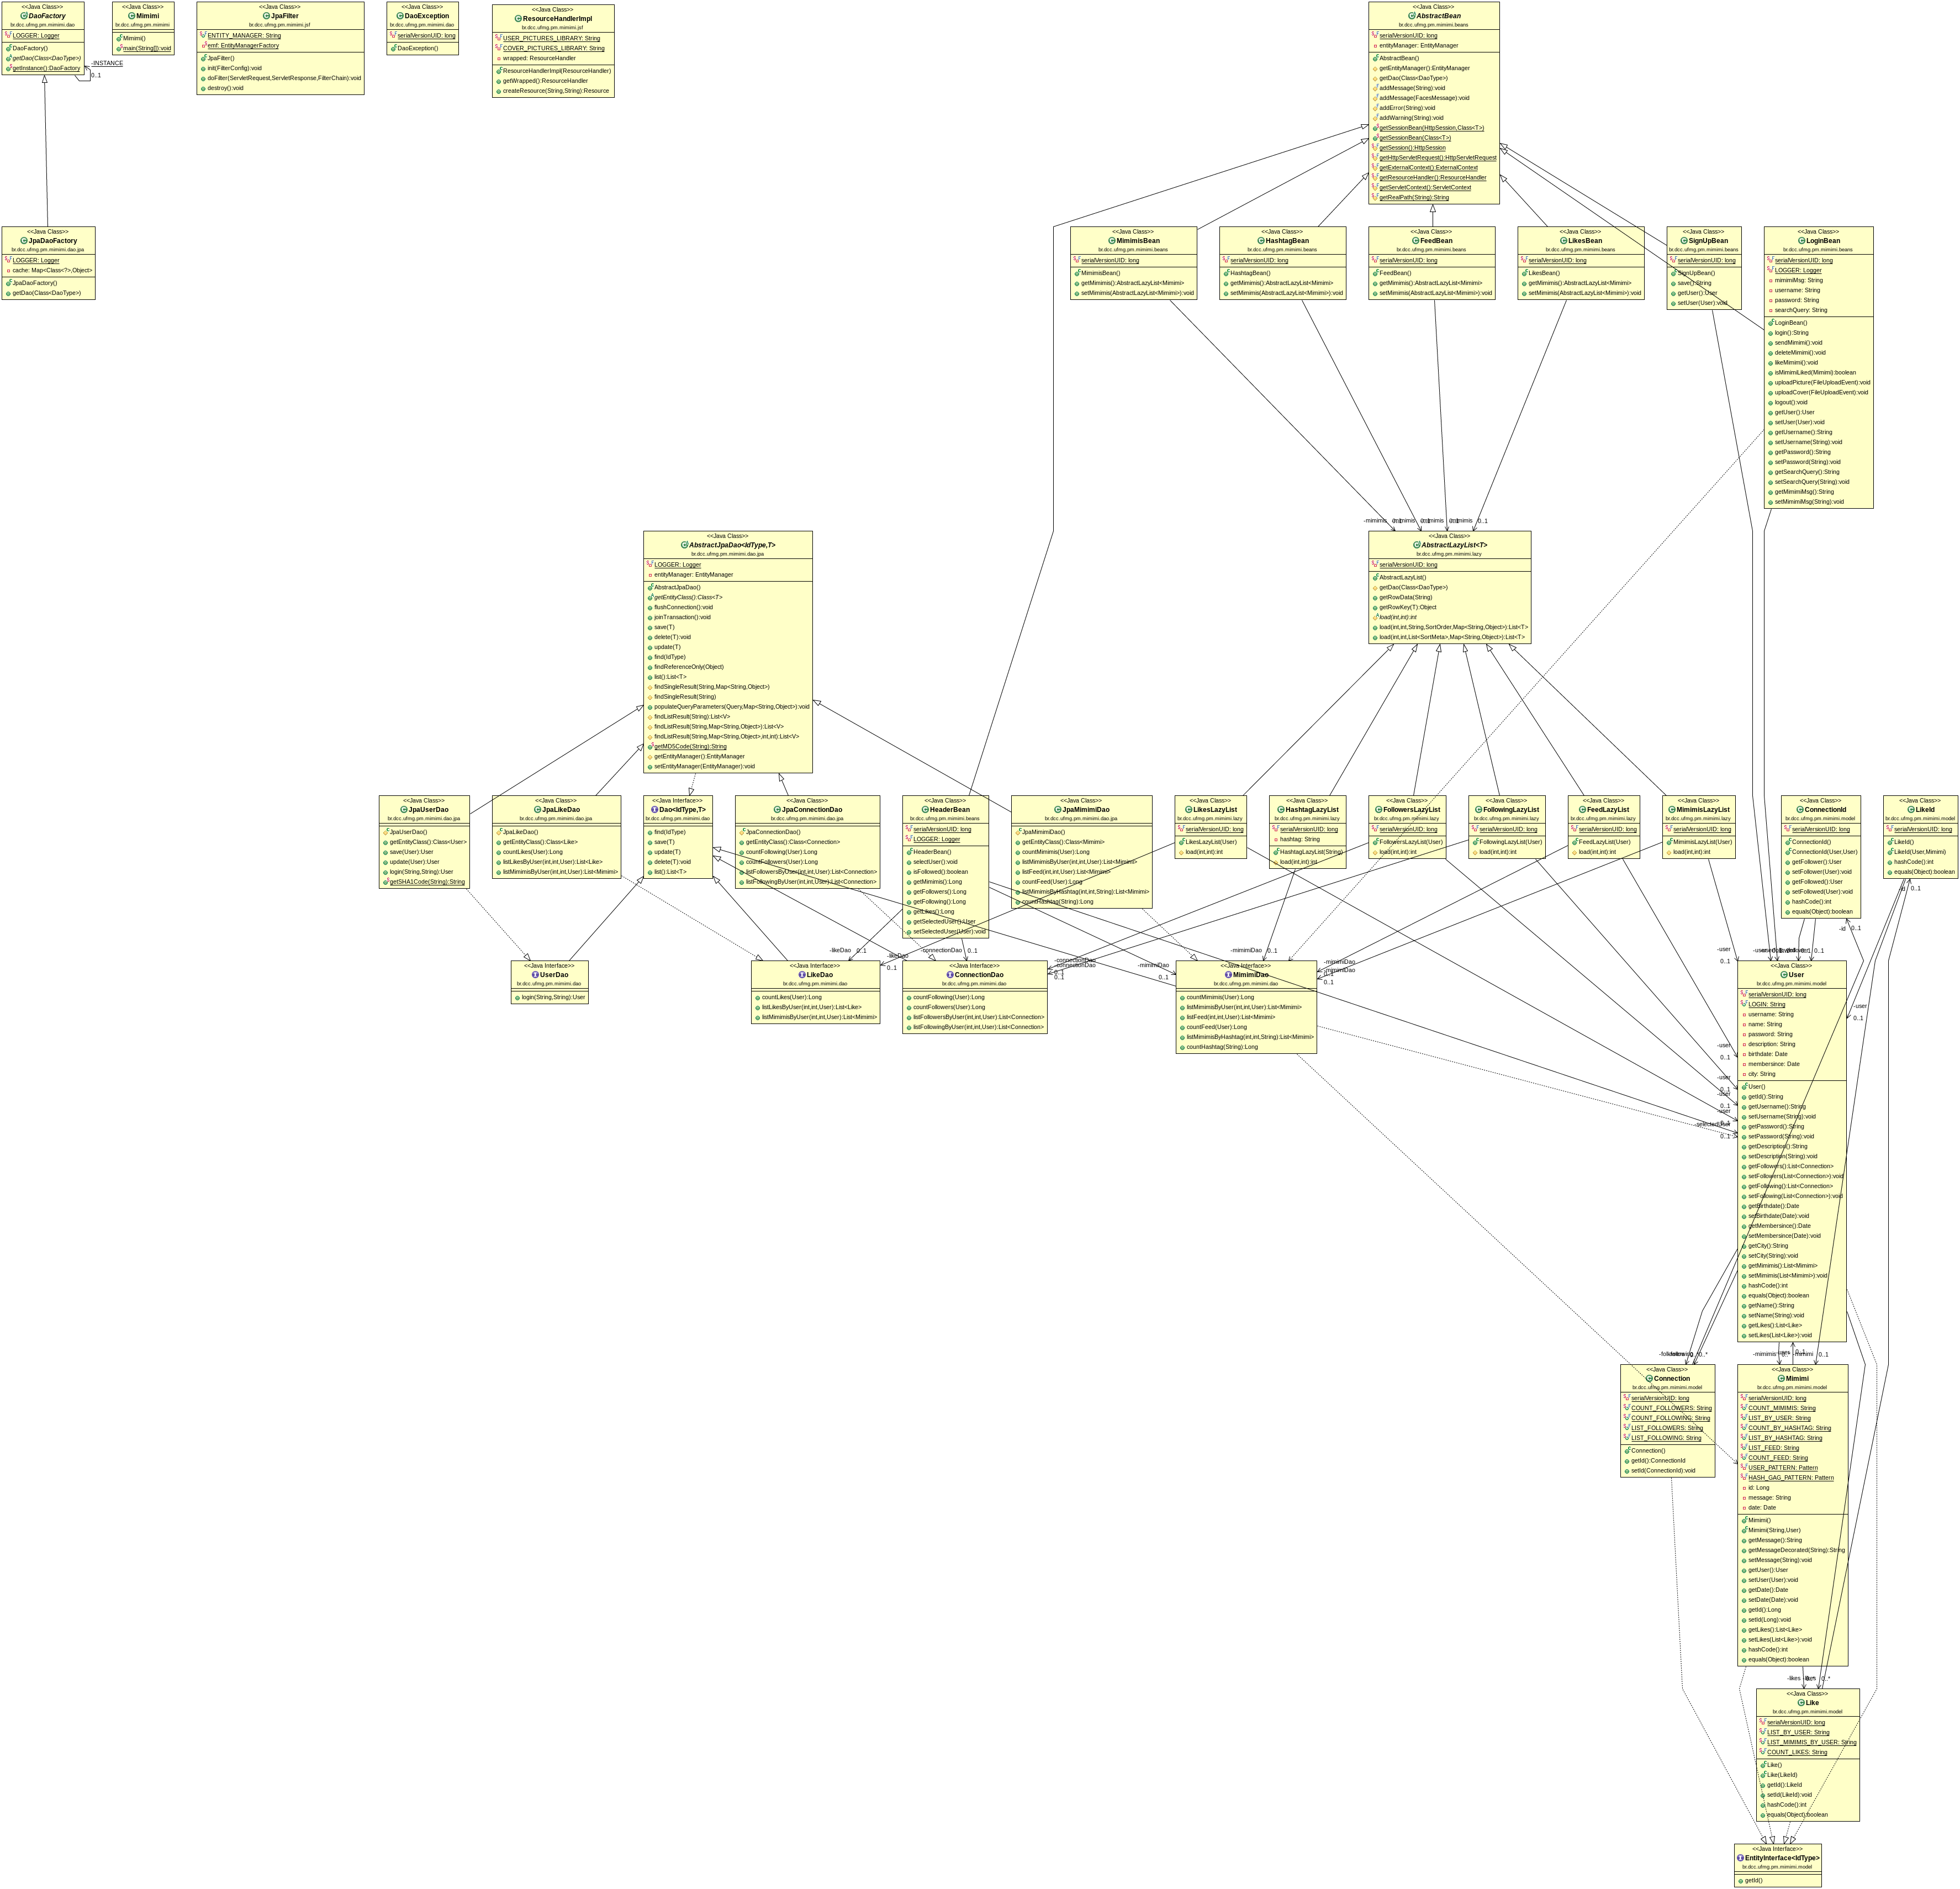 <<Java Class>>
DaoFactory
br.dcc.ufmg.pm.mimimi.dao
LOGGER: Logger
DaoFactory()
getDao(Class<DaoType>)
getInstance():DaoFactory
-INSTANCE
0..1
<<Java Class>>
Mimimi
br.dcc.ufmg.pm.mimimi
Mimimi()
main(String[]):void
<<Java Class>>
JpaFilter
br.dcc.ufmg.pm.mimimi.jsf
ENTITY_MANAGER: String
emf: EntityManagerFactory
JpaFilter()
init(FilterConfig):void
doFilter(ServletRequest,ServletResponse,FilterChain):void
destroy():void
<<Java Class>>
DaoException
br.dcc.ufmg.pm.mimimi.dao
serialVersionUID: long
DaoException()
<<Java Class>>
ResourceHandlerImpl
br.dcc.ufmg.pm.mimimi.jsf
USER_PICTURES_LIBRARY: String
COVER_PICTURES_LIBRARY: String
wrapped: ResourceHandler
ResourceHandlerImpl(ResourceHandler)
getWrapped():ResourceHandler
createResource(String,String):Resource
<<Java Class>>
AbstractBean
br.dcc.ufmg.pm.mimimi.beans
serialVersionUID: long
entityManager: EntityManager
AbstractBean()
getEntityManager():EntityManager
getDao(Class<DaoType>)
addMessage(String):void
addMessage(FacesMessage):void
addError(String):void
addWarning(String):void
getSessionBean(HttpSession,Class<T>)
getSessionBean(Class<T>)
getSession():HttpSession
getHttpServletRequest():HttpServletRequest
getExternalContext():ExternalContext
getResourceHandler():ResourceHandler
getServletContext():ServletContext
getRealPath(String):String
<<Java Class>>
JpaDaoFactory
br.dcc.ufmg.pm.mimimi.dao.jpa
LOGGER: Logger
cache: Map<Class<?>,Object>
JpaDaoFactory()
getDao(Class<DaoType>)
<<Java Class>>
MimimisBean
br.dcc.ufmg.pm.mimimi.beans
serialVersionUID: long
MimimisBean()
getMimimis():AbstractLazyList<Mimimi>
setMimimis(AbstractLazyList<Mimimi>):void
<<Java Class>>
HashtagBean
br.dcc.ufmg.pm.mimimi.beans
serialVersionUID: long
HashtagBean()
getMimimis():AbstractLazyList<Mimimi>
setMimimis(AbstractLazyList<Mimimi>):void
<<Java Class>>
FeedBean
br.dcc.ufmg.pm.mimimi.beans
serialVersionUID: long
FeedBean()
getMimimis():AbstractLazyList<Mimimi>
setMimimis(AbstractLazyList<Mimimi>):void
<<Java Class>>
LikesBean
br.dcc.ufmg.pm.mimimi.beans
serialVersionUID: long
LikesBean()
getMimimis():AbstractLazyList<Mimimi>
setMimimis(AbstractLazyList<Mimimi>):void
<<Java Class>>
SignUpBean
br.dcc.ufmg.pm.mimimi.beans
serialVersionUID: long
SignUpBean()
save():String
getUser():User
setUser(User):void
<<Java Class>>
LoginBean
br.dcc.ufmg.pm.mimimi.beans
serialVersionUID: long
LOGGER: Logger
mimimiMsg: String
username: String
password: String
searchQuery: String
LoginBean()
login():String
sendMimimi():void
deleteMimimi():void
likeMimimi():void
isMimimiLiked(Mimimi):boolean
uploadPicture(FileUploadEvent):void
uploadCover(FileUploadEvent):void
logout():void
getUser():User
setUser(User):void
getUsername():String
setUsername(String):void
getPassword():String
setPassword(String):void
getSearchQuery():String
setSearchQuery(String):void
getMimimiMsg():String
setMimimiMsg(String):void
-mimimis
0..1
<<Java Class>>
AbstractJpaDao<IdType,T>
br.dcc.ufmg.pm.mimimi.dao.jpa
LOGGER: Logger
entityManager: EntityManager
AbstractJpaDao()
getEntityClass():Class<T>
flushConnection():void
joinTransaction():void
save(T)
delete(T):void
update(T)
find(IdType)
findReferenceOnly(Object)
list():List<T>
findSingleResult(String,Map<String,Object>)
findSingleResult(String)
populateQueryParameters(Query,Map<String,Object>):void
findListResult(String):List<V>
findListResult(String,Map<String,Object>):List<V>
findListResult(String,Map<String,Object>,int,int):List<V>
getMD5Code(String):String
getEntityManager():EntityManager
setEntityManager(EntityManager):void
<<Java Class>>
AbstractLazyList<T>
br.dcc.ufmg.pm.mimimi.lazy
serialVersionUID: long
AbstractLazyList()
getDao(Class<DaoType>)
getRowData(String)
getRowKey(T):Object
load(int,int):int
load(int,int,String,SortOrder,Map<String,Object>):List<T>
load(int,int,List<SortMeta>,Map<String,Object>):List<T>
<<Java Class>>
JpaUserDao
br.dcc.ufmg.pm.mimimi.dao.jpa
JpaUserDao()
getEntityClass():Class<User>
save(User):User
update(User):User
login(String,String):User
getSHA1Code(String):String
<<Java Class>>
JpaLikeDao
br.dcc.ufmg.pm.mimimi.dao.jpa
JpaLikeDao()
getEntityClass():Class<Like>
countLikes(User):Long
listLikesByUser(int,int,User):List<Like>
listMimimisByUser(int,int,User):List<Mimimi>
<<Java Interface>>
Dao<IdType,T>
br.dcc.ufmg.pm.mimimi.dao
find(IdType)
save(T)
update(T)
delete(T):void
list():List<T>
<<Java Class>>
JpaConnectionDao
br.dcc.ufmg.pm.mimimi.dao.jpa
JpaConnectionDao()
getEntityClass():Class<Connection>
countFollowing(User):Long
countFollowers(User):Long
listFollowersByUser(int,int,User):List<Connection>
listFollowingByUser(int,int,User):List<Connection>
<<Java Class>>
HeaderBean
br.dcc.ufmg.pm.mimimi.beans
serialVersionUID: long
LOGGER: Logger
HeaderBean()
selectUser():void
isFollowed():boolean
getMimimis():Long
getFollowers():Long
getFollowing():Long
getLikes():Long
getSelectedUser():User
setSelectedUser(User):void
<<Java Class>>
JpaMimimiDao
br.dcc.ufmg.pm.mimimi.dao.jpa
JpaMimimiDao()
getEntityClass():Class<Mimimi>
countMimimis(User):Long
listMimimisByUser(int,int,User):List<Mimimi>
listFeed(int,int,User):List<Mimimi>
countFeed(User):Long
listMimimisByHashtag(int,int,String):List<Mimimi>
countHashtag(String):Long
<<Java Class>>
LikesLazyList
br.dcc.ufmg.pm.mimimi.lazy
serialVersionUID: long
LikesLazyList(User)
load(int,int):int
<<Java Class>>
HashtagLazyList
br.dcc.ufmg.pm.mimimi.lazy
serialVersionUID: long
hashtag: String
HashtagLazyList(String)
load(int,int):int
<<Java Class>>
FollowersLazyList
br.dcc.ufmg.pm.mimimi.lazy
serialVersionUID: long
FollowersLazyList(User)
load(int,int):int
<<Java Class>>
FollowingLazyList
br.dcc.ufmg.pm.mimimi.lazy
serialVersionUID: long
FollowingLazyList(User)
load(int,int):int
<<Java Class>>
FeedLazyList
br.dcc.ufmg.pm.mimimi.lazy
serialVersionUID: long
FeedLazyList(User)
load(int,int):int
<<Java Class>>
MimimisLazyList
br.dcc.ufmg.pm.mimimi.lazy
serialVersionUID: long
MimimisLazyList(User)
load(int,int):int
<<Java Class>>
ConnectionId
br.dcc.ufmg.pm.mimimi.model
serialVersionUID: long
ConnectionId()
ConnectionId(User,User)
getFollower():User
setFollower(User):void
getFollowed():User
setFollowed(User):void
hashCode():int
equals(Object):boolean
<<Java Class>>
LikeId
br.dcc.ufmg.pm.mimimi.model
serialVersionUID: long
LikeId()
LikeId(User,Mimimi)
hashCode():int
equals(Object):boolean
-likeDao
0..1
-likeDao
0..1
-connectionDao
0..1
-connectionDao
-connectionDao
0..1
0..1
-mimimiDao
0..1
-mimimiDao
0..1
-mimimiDao
-mimimiDao
0..1
0..1
-user
0..1
-id
0..1
<<Java Interface>>
UserDao
br.dcc.ufmg.pm.mimimi.dao
login(String,String):User
<<Java Interface>>
LikeDao
br.dcc.ufmg.pm.mimimi.dao
countLikes(User):Long
listLikesByUser(int,int,User):List<Like>
listMimimisByUser(int,int,User):List<Mimimi>
<<Java Interface>>
ConnectionDao
br.dcc.ufmg.pm.mimimi.dao
countFollowing(User):Long
countFollowers(User):Long
listFollowersByUser(int,int,User):List<Connection>
listFollowingByUser(int,int,User):List<Connection>
<<Java Interface>>
MimimiDao
br.dcc.ufmg.pm.mimimi.dao
countMimimis(User):Long
listMimimisByUser(int,int,User):List<Mimimi>
listFeed(int,int,User):List<Mimimi>
countFeed(User):Long
listMimimisByHashtag(int,int,String):List<Mimimi>
countHashtag(String):Long
<<Java Class>>
User
br.dcc.ufmg.pm.mimimi.model
serialVersionUID: long
LOGIN: String
username: String
name: String
password: String
description: String
birthdate: Date
membersince: Date
city: String
User()
getId():String
getUsername():String
setUsername(String):void
getPassword():String
setPassword(String):void
getDescription():String
setDescription(String):void
getFollowers():List<Connection>
setFollowers(List<Connection>):void
getFollowing():List<Connection>
setFollowing(List<Connection>):void
getBirthdate():Date
setBirthdate(Date):void
getMembersince():Date
setMembersince(Date):void
getCity():String
setCity(String):void
getMimimis():List<Mimimi>
setMimimis(List<Mimimi>):void
hashCode():int
equals(Object):boolean
getName():String
setName(String):void
getLikes():List<Like>
setLikes(List<Like>):void
-user
0..1
-user
0..1
-user
0..1
-user
0..1
-user
0..1
-selectedUser
0..1
-mimimis
0..1
-mimimi
0..1
<<Java Class>>
Connection
br.dcc.ufmg.pm.mimimi.model
serialVersionUID: long
COUNT_FOLLOWERS: String
COUNT_FOLLOWING: String
LIST_FOLLOWERS: String
LIST_FOLLOWING: String
Connection()
getId():ConnectionId
setId(ConnectionId):void
<<Java Class>>
Mimimi
br.dcc.ufmg.pm.mimimi.model
serialVersionUID: long
COUNT_MIMIMIS: String
LIST_BY_USER: String
COUNT_BY_HASHTAG: String
LIST_BY_HASHTAG: String
LIST_FEED: String
COUNT_FEED: String
USER_PATTERN: Pattern
HASH_GAG_PATTERN: Pattern
id: Long
message: String
date: Date
Mimimi()
Mimimi(String,User)
getMessage():String
getMessageDecorated(String):String
setMessage(String):void
getUser():User
setUser(User):void
getDate():Date
setDate(Date):void
getId():Long
setId(Long):void
getLikes():List<Like>
setLikes(List<Like>):void
hashCode():int
equals(Object):boolean
-likes
0..*
<<Java Class>>
Like
br.dcc.ufmg.pm.mimimi.model
serialVersionUID: long
LIST_BY_USER: String
LIST_MIMIMIS_BY_USER: String
COUNT_LIKES: String
Like()
Like(LikeId)
getId():LikeId
setId(LikeId):void
hashCode():int
equals(Object):boolean
<<Java Interface>>
EntityInterface<IdType>
br.dcc.ufmg.pm.mimimi.model
getId()